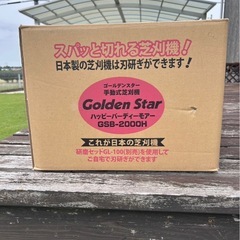 スパッと切れる芝刈機!
日本製の芝刈機は刃研ぎができます!
ゴールデンスター
手動式芝刈機
Golden Star
ハッピーバーディーモアー
GSB-2000H
これが日本の芝刈機
研磨セットGL-100(別売)を使用して
ご自宅で刃研ぎができます